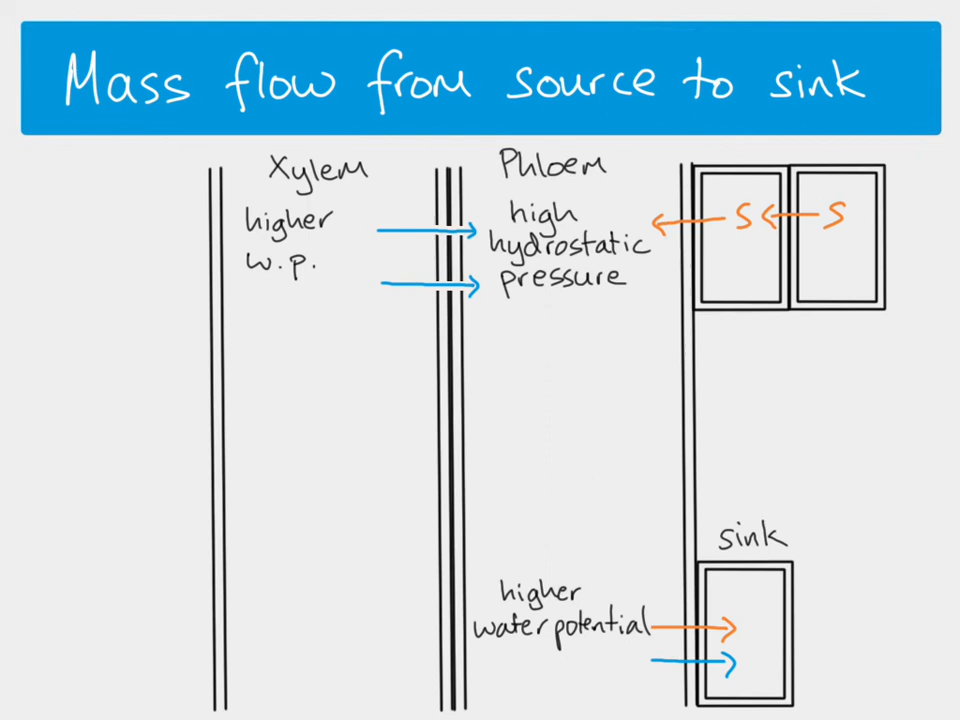 Mass flow from source to sink
Xylem
higher
w.p.
Phloem
high
hydrostatic
pressure
S S
sink
higher
water potential